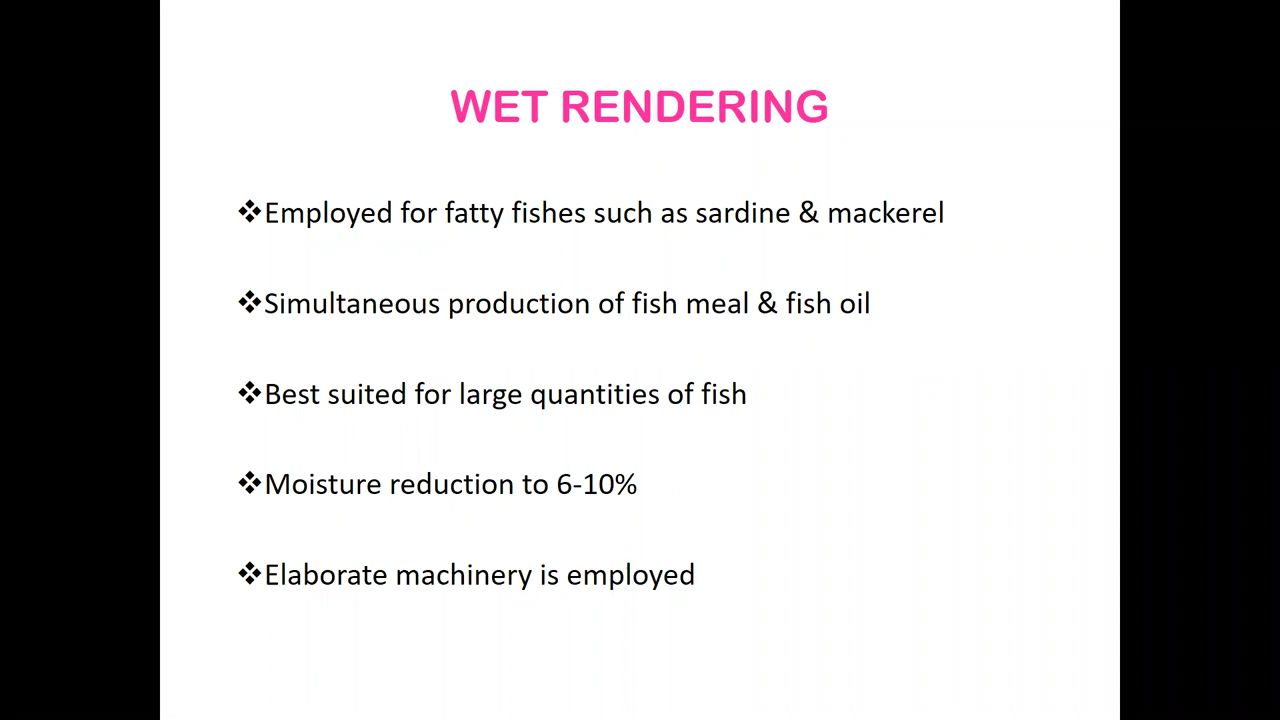 WET RENDERING
❖Employed for fatty fishes such as sardine & mackerel
❖Simultaneous production of fish meal & fish oil
❖Best suited for large quantities of fish
❖Moisture reduction to 6-10%
❖Elaborate machinery is employed